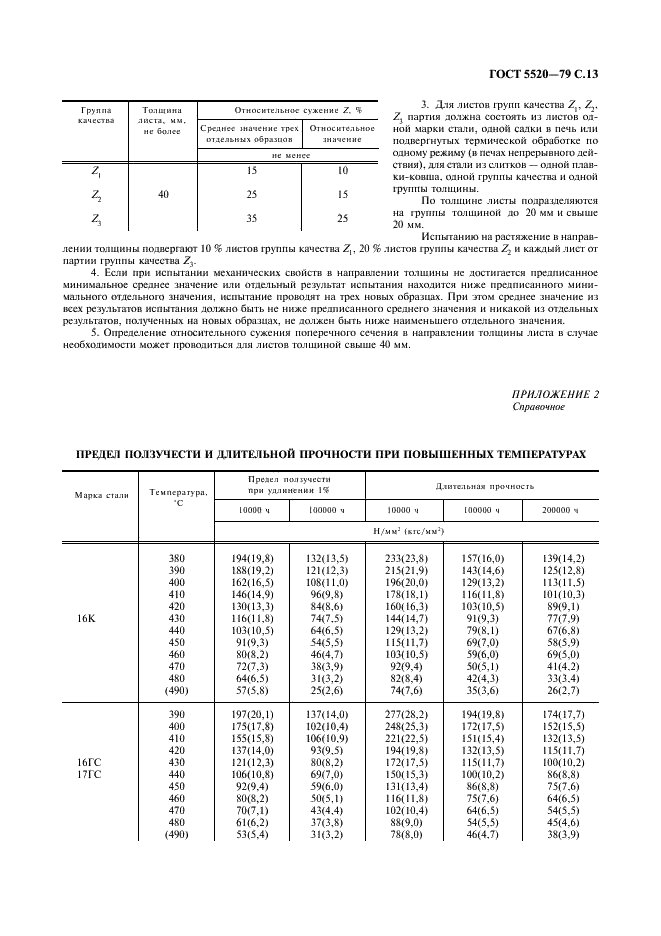 ГОСТ 5520—79 С.13
Группа качества | Толщина листа, мм, не более | Относительное сужение Z, %
Среднее значение трех отдельных образцов | Относительное значение
не менее
Z1 | 15 | 10
Z2 | 40 | 25 | 15
Z3 | 35 | 25
3. Для листов групп качества Z1, Z2,
Z3 партия должна состоять из листов од-
ной марки стали, одной садки в печь или
подвергнутых термической обработке по
одному режиму (в печах непрерывного дей-
ствия), для стали из слитков — одной плав-
ки-ковша, одной группы качества и одной
группы толщины.
По толщине листы подразделяются
на группы толщиной до 20 мм и свыше
20 мм.
Испытанию на растяжение в направ-
лении толщины подвергают 10 % листов группы качества Z1, 20 % листов группы качества Z2 и каждый лист от
партии группы качества Z3.
4. Если при испытании механических свойств в направлении толщины не достигается предписанное
минимальное среднее значение или отдельный результат испытания находится ниже предписанного мини-
мального отдельного значения, испытание проводят на трех новых образцах. При этом среднее значение из
всех результатов испытания должно быть не ниже предписанного среднего значения и никакой из отдельных
результатов, полученных на новых образцах, не должен быть ниже наименьшего отдельного значения.
5. Определение относительного сужения поперечного сечения в направлении толщины листа в случае
необходимости может проводиться для листов толщиной свыше 40 мм.
ПРИЛОЖЕНИЕ 2
Справочное
ПРЕДЕЛ ПОЛЗУЧЕСТИ И ДЛИТЕЛЬНОЙ ПРОЧНОСТИ ПРИ ПОВЫШЕННЫХ ТЕМПЕРАТУРАХ
Марка стали | Температура, °С | Предел ползучести при удлинении 1% | Длительная прочность
10000 ч | 100000 ч | 10000 ч | 100000 ч | 200000 ч
Н/мм² (кгс/мм²)
380 | 194(19,8) | 132(13,5) | 233(23,8) | 157(16,0) | 139(14,2)
390 | 188(19,2) | 121(12,3) | 215(21,9) | 143(14,6) | 125(12,8)
400 | 162(16,5) | 108(11,0) | 196(20,0) | 129(13,2) | 113(11,5)
410 | 146(14,9) | 96(9,8) | 178(18,1) | 116(11,8) | 101(10,3)
420 | 130(13,3) | 84(8,6) | 160(16,3) | 103(10,5) | 89(9,1)
16К | 430 | 116(11,8) | 74(7,5) | 144(14,7) | 91(9,3) | 77(7,9)
440 | 103(10,5) | 64(6,5) | 129(13,2) | 79(8,1) | 67(6,8)
450 | 91(9,3) | 54(5,5) | 115(11,7) | 69(7,0) | 58(5,9)
460 | 80(8,2) | 46(4,7) | 103(10,5) | 59(6,0) | 69(5,0)
470 | 72(7,3) | 38(3,9) | 92(9,4) | 50(5,1) | 41(4,2)
480 | 64(6,5) | 31(3,2) | 82(8,4) | 42(4,3) | 33(3,4)
(490) | 57(5,8) | 25(2,6) | 74(7,6) | 35(3,6) | 26(2,7)
390 | 197(20,1) | 137(14,0) | 277(28,2) | 194(19,8) | 174(17,7)
400 | 175(17,8) | 102(10,4) | 248(25,3) | 172(17,5) | 152(15,5)
410 | 155(15,8) | 106(10,9) | 221(22,5) | 151(15,4) | 132(13,5)
420 | 137(14,0) | 93(9,5) | 194(19,8) | 132(13,5) | 115(11,7)
16ГС | 430 | 121(12,3) | 80(8,2) | 172(17,5) | 115(11,7) | 100(10,2)
17ГС | 440 | 106(10,8) | 69(7,0) | 150(15,3) | 100(10,2) | 86(8,8)
450 | 92(9,4) | 59(6,0) | 131(13,4) | 86(8,8) | 75(7,6)
460 | 80(8,2) | 50(5,1) | 116(11,8) | 75(7,6) | 64(6,5)
470 | 70(7,1) | 43(4,4) | 102(10,4) | 64(6,5) | 54(5,5)
480 | 61(6,2) | 37(3,8) | 88(9,0) | 54(5,5) | 45(4,6)
(490) | 53(5,4) | 31(3,2) | 78(8,0) | 46(4,7) | 38(3,9)